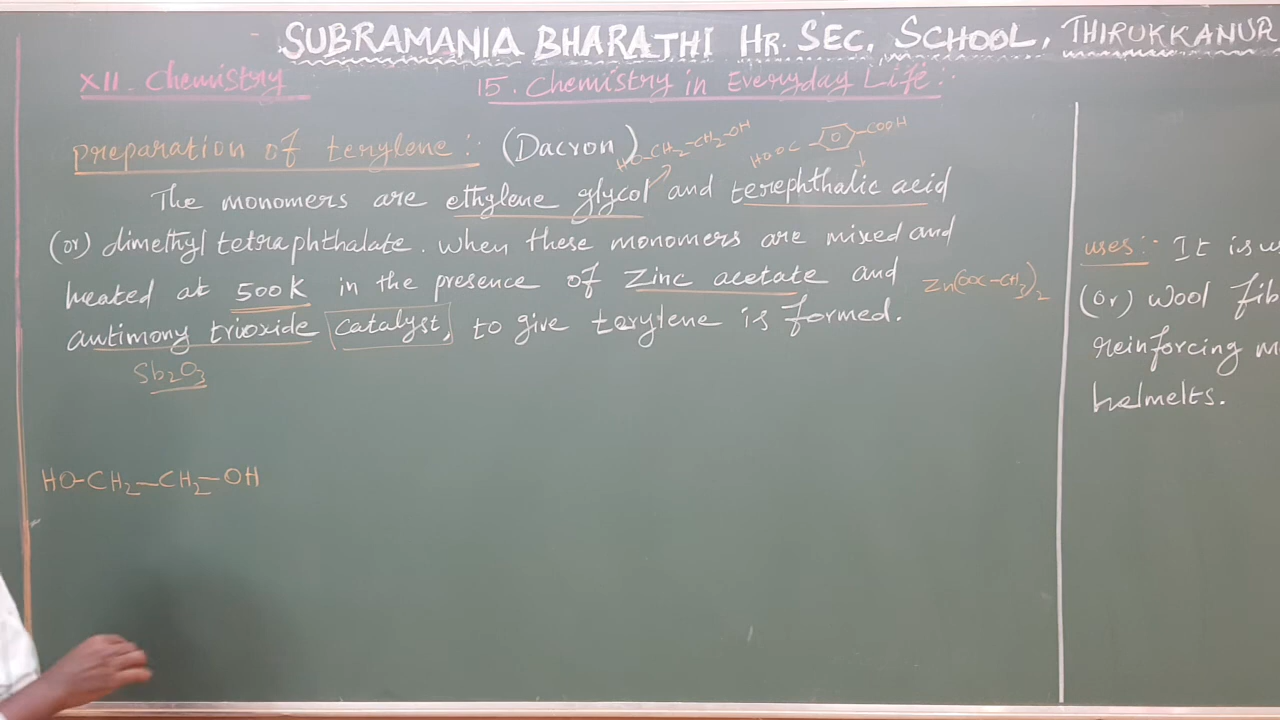 SUBRAMANIA BHARATHI HR. SEC. SCHOOL, THIRUKKANUR
XII. Chemistry
15. Chemistry in Everyday Life:-
preparation of terylene:- (Dacron)
HO-CH2-CH2-OH
HOOC COOH
The monomers are ethylene glycol and terephthalic acid
(or) dimethyl tetraphthalate. When these monomers are mixed and
heated at 500K in the presence of Zinc acetate and
Zn(OOC-CH3)2
antimony trioxide catalyst, to give terylene is formed.
Sb2O3
HO-CH2-CH2-OH
uses:- It is us
(or) wool fib
reinforcing m
helmelts.